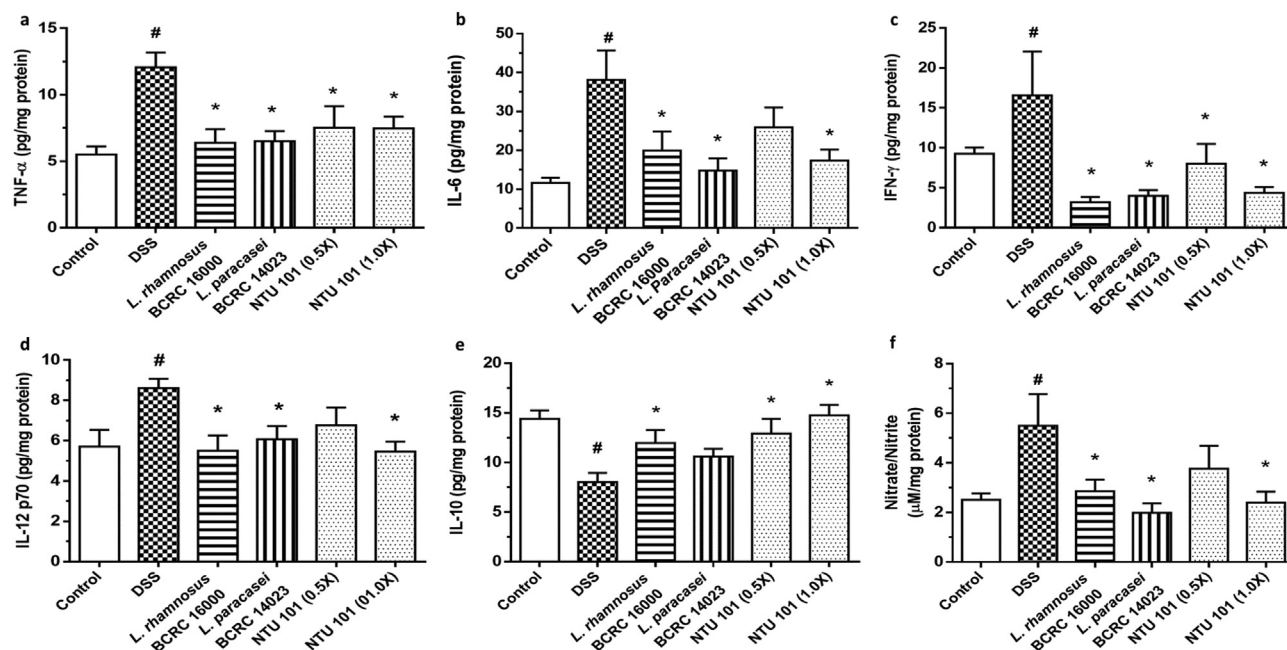 a
TNF-α (pg/mg protein)
15
10
5
0
#
*
*
*
*
Control
DSS
L. rhamnosus
BCRC 16000
L. paracasei
BCRC 14023
NTU 101 (0.5X)
NTU 101 (1.0X)
b
IL-6 (pg/mg protein)
50
40
30
20
10
0
#
*
*
*
Control
DSS
L. rhamnosus
BCRC 16000
L. Paracasei
BCRC 14023
NTU 101 (0.5X)
NTU 101 (1.0X)
c
IFN-γ (pg/mg protein)
25
20
15
10
5
0
#
*
*
*
*
Control
DSS
L. rhamnosus
BCRC 16000
L. paracasei
BCRC 14023
NTU 101 (0.5X)
NTU 101 (1.0X)
d
IL-12 p70 (pg/mg protein)
10
8
6
4
2
0
#
*
*
*
Control
DSS
L. rhamnosus
BCRC 16000
L. paracasei
BCRC 14023
NTU 101 (0.5X)
NTU 101 (01.0X)
e
IL-10 (pg/mg protein)
20
15
10
5
0
#
*
*
*
Control
DSS
L. rhamnosus
BCRC 16000
L. paracasei
BCRC 14023
NTU 101 (0.5X)
NTU 101 (1.0X)
f
Nitrate/Nitrite
(μM/mg protein)
8
6
4
2
0
#
*
*
*
Control
DSS
L. rhamnosus
BCRC 16000
L. paracasei
BCRC 14023
NTU 101 (0.5X)
NTU 101 (1.0X)